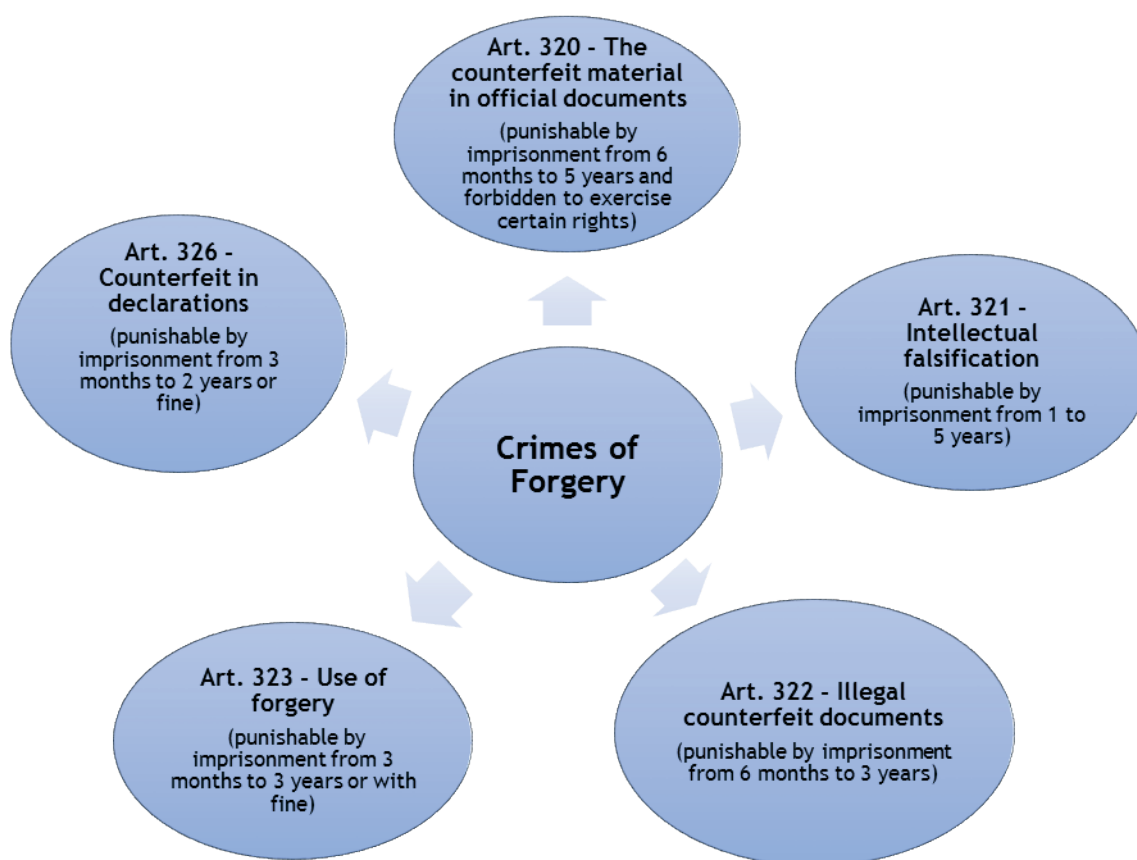 Art. 320 - The
counterfeit material
in official documents
(punishable by
imprisonment from 6
months to 5 years and
forbidden to exercise
certain rights)
Art. 326 -
Counterfeit in
declarations
(punishable by
imprisonment from 3
months to 2 years or
fine)
Art. 321 -
Intellectual
falsification
(punishable by
imprisonment from 1 to
5 years)
Crimes of
Forgery
Art. 323 - Use of
forgery
(punishable by
imprisonment from 3
months to 3 years or with
fine)
Art. 322 - Illegal
counterfeit documents
(punishable by imprisonment
from 6 months to 3 years)